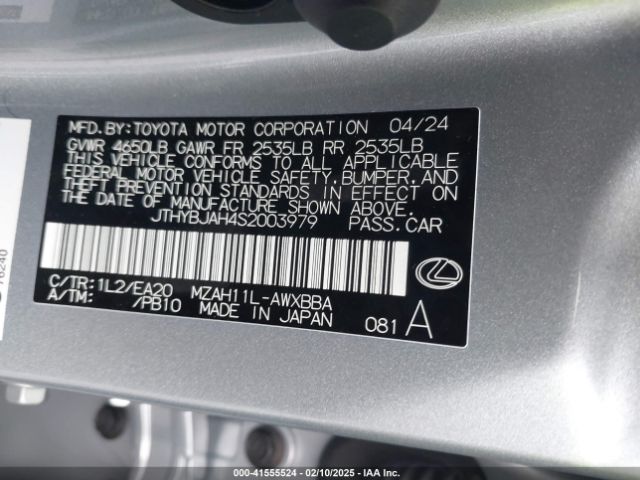 MFD.BY:TOYOTA MOTOR CORPORATION 04/24
GVWR 4650LB GAWR FR 2535LB RR 2535LB
THIS VEHICLE CONFORMS TO ALL APPLICABLE
FEDERAL MOTOR VEHICLE SAFETY,BUMPER,AND
THEFT PREVENTION STANDARDS IN EFFECT ON
THE DATE OF MANUFACTURE SHOWN ABOVE.
JTHYBJAH4S2003979 PASS.CAR
C/TR:1L2/EA20 MZAH11L-AWXBBA
A/TM: /PB10 MADE IN JAPAN 081 A
76240
000-41555524 - 02/10/2025 - IAA Inc.